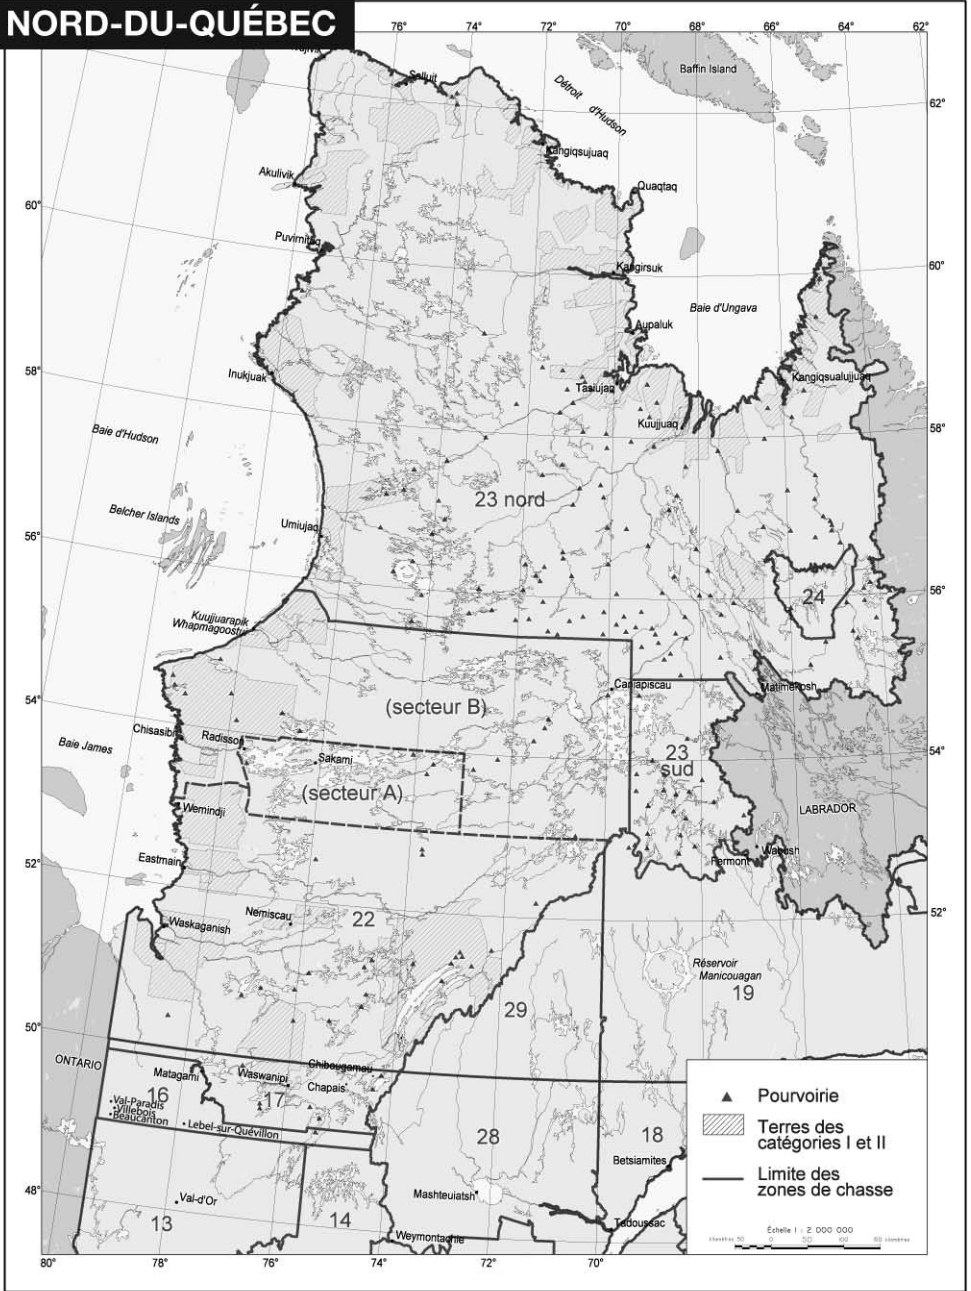 NORD-DU-QUÉBEC
76° 70° 68° 66° 64° 62°
Salluit
Baffin Island
Détroit d'Hudson
62°
62°
Kangiqsujuaq
Akulivik
Quaqtaq
60°
Puvirnituq
Kangirsuk
60°
Baie d'Ungava
Aupaluk
58°
Inukjuak
Tasiujaq
Kangiqsualujjuaq
Kuujjuaq
58°
Baie d'Hudson
23 nord
Belcher Islands
Umiujaq
56°
56°
24
Kuujjuarapik
Whapmagoostui
Caniapiscau
Matimekosh
54°
(secteur B)
Chisasibi
Radisson
Baie James
Sakami
23
sud
54°
(secteur A)
Wemindji
LABRADOR
Eastmain
Fermont
Wabush
52°
Nemiscau
22
52°
Waskaganish
Réservoir
Manicouagan
29
19
50°
ONTARIO
Matagami
Waswanipi
Chibougamau
Chapais
16
17
Val-Paradis
Villebois
Beaucanton
Lebel-sur-Quévillon
28
18
Betsiamites
48°
Val-d'Or
Mashteuiatsh
13
14
Tadoussac
Weymontachie
80° 78° 76° 74° 72° 70°
Pourvoirie
Terres des
catégories I et II
Limite des
zones de chasse
Échelle 1 : 2 000 000